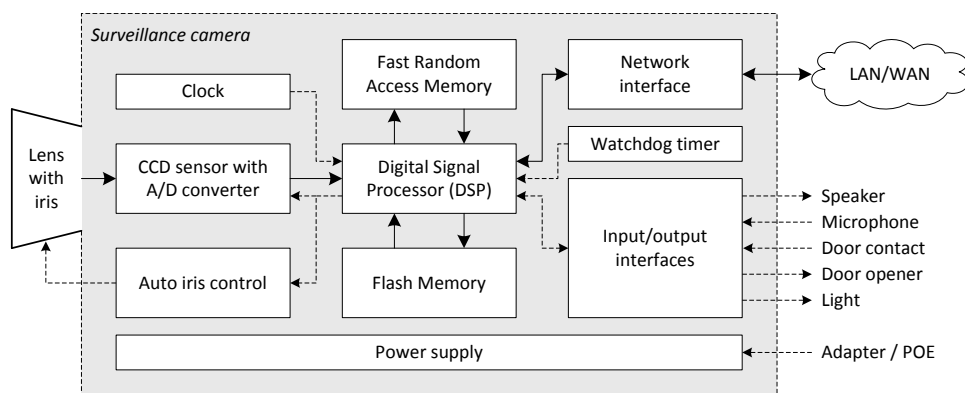 Surveillance camera
Fast Random
Access Memory
Network
interface
LAN/WAN
Clock
Watchdog timer
Lens
with
iris
CCD sensor with
A/D converter
Digital Signal
Processor (DSP)
Input/output
interfaces
Speaker
Microphone
Door contact
Door opener
Light
Auto iris control
Flash Memory
Power supply
Adapter / POE